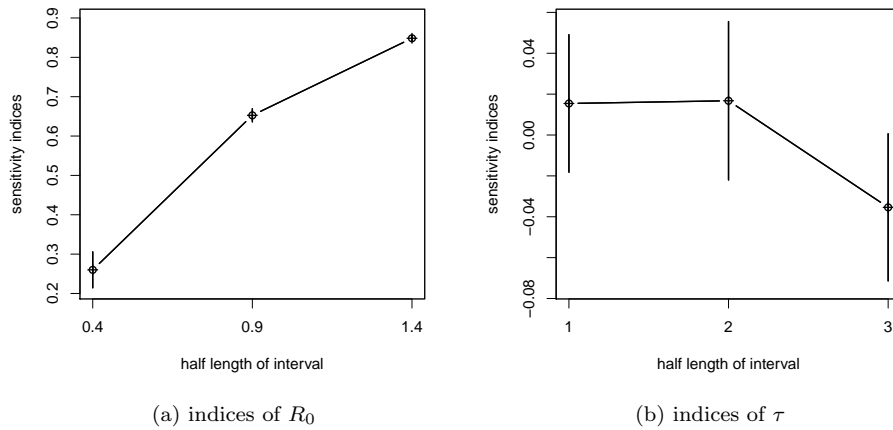 sensitivity indices
0.9
0.8
0.7
0.6
0.5
0.4
0.3
0.2
0.4 0.9 1.4
half length of interval
(a) indices of R₀
sensitivity indices
0.04
0.00
−0.04
−0.08
1 2 3
half length of interval
(b) indices of τ